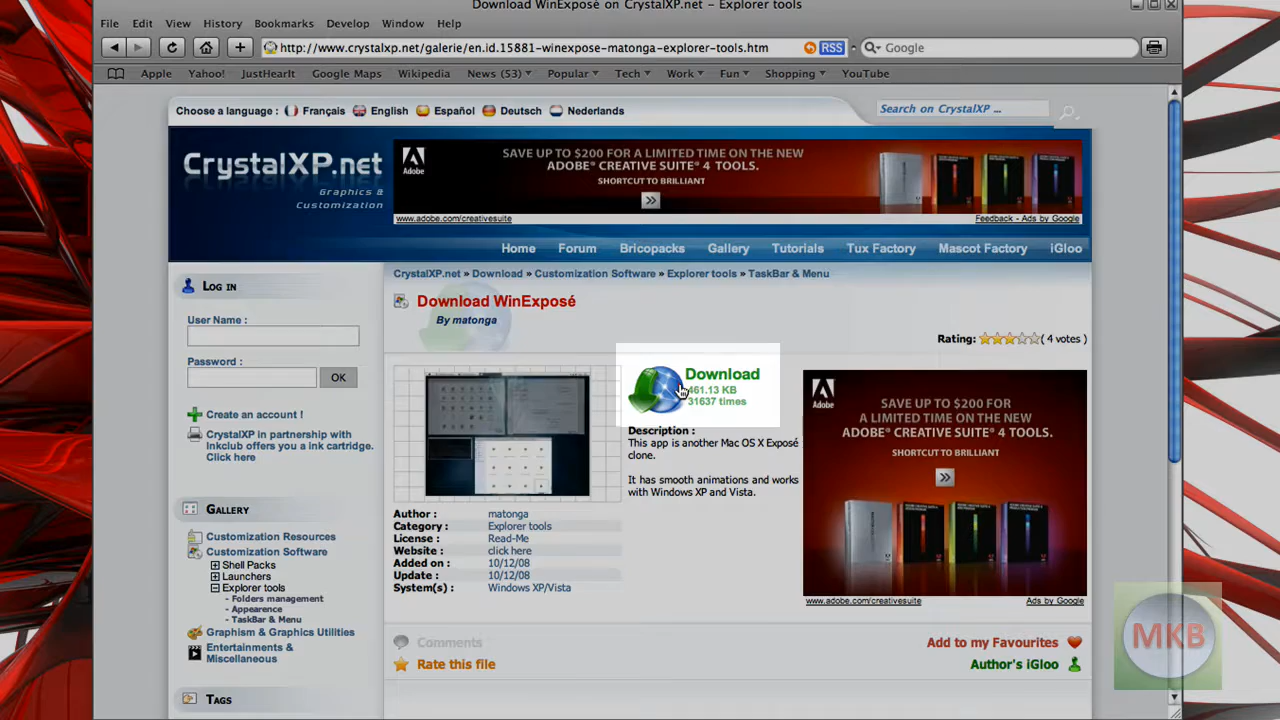 Download WinExposé on CrystalXP.net – Explorer tools
File Edit View History Bookmarks Develop Window Help
http://www.crystalxp.net/galerie/en.id.15881-winexpose-matonga-explorer-tools.htm RSS Google
Apple Yahoo! JustHearIt Google Maps Wikipedia News (53) Popular Tech Work Fun Shopping YouTube
Choose a language : Français English Español Deutsch Nederlands
Search on CrystalXP ...
CrystalXP.net
Graphics &
Customization
Adobe
SAVE UP TO $200 FOR A LIMITED TIME ON THE NEW
ADOBE® CREATIVE SUITE® 4 TOOLS.
SHORTCUT TO BRILLIANT
www.adobe.com/creativesuite
Feedback - Ads by Google
Home Forum Bricopacks Gallery Tutorials Tux Factory Mascot Factory iGloo
CrystalXP.net » Download » Customization Software » Explorer tools » TaskBar & Menu
Log in
User Name :
Password :
OK
Create an account !
CrystalXP in partnership with
Inkclub offers you a ink cartridge.
Click here
Gallery
Customization Resources
Customization Software
Shell Packs
Launchers
Explorer tools
- Folders management
- Appearence
- TaskBar & Menu
Graphism & Graphics Utilities
Entertainments &
Miscellaneous
Tags
Download WinExposé
By matonga
Rating: ( 4 votes )
Download
461.13 KB
31637 times
Description :
This app is another Mac OS X Exposé
clone.
It has smooth animations and works
with Windows XP and Vista.
Author : matonga
Category : Explorer tools
License : Read-Me
Website : click here
Added on : 10/12/08
Update : 10/12/08
System(s) : Windows XP/Vista
Adobe
SAVE UP TO $200 FOR
A LIMITED TIME ON THE NEW
ADOBE® CREATIVE SUITE® 4 TOOLS.
SHORTCUT TO BRILLIANT
www.adobe.com/creativesuite
Ads by Google
Comments
Rate this file
Add to my Favourites
Author's iGloo
MKB